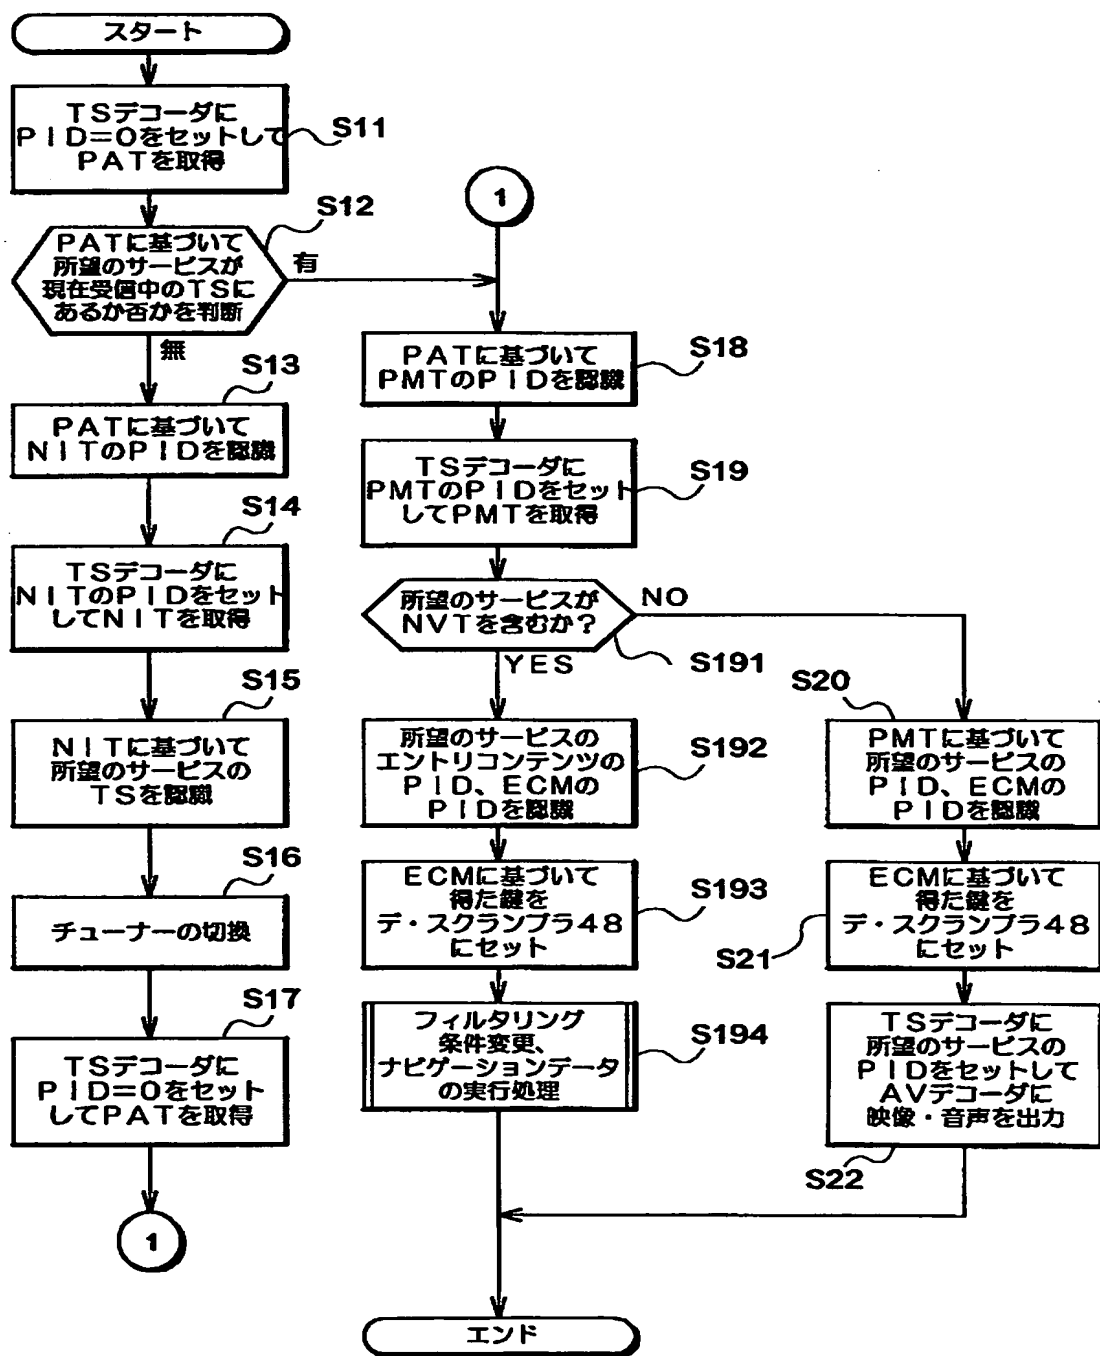 スタート
TSデコーダに
PID=0をセットして
PATを取得
S11
S12
PATに基づいて
所望のサービスが
現在受信中のTSに
あるか否かを判断
有
無
S13
PATに基づいて
NITのPIDを認識
S14
TSデコーダに
NITのPIDをセット
してNITを取得
S15
NITに基づいて
所望のサービスの
TSを認識
S16
チューナーの切換
S17
TSデコーダに
PID=0をセット
してPATを取得
1
1
PATに基づいて
PMTのPIDを認識
S18
TSデコーダに
PMTのPIDをセット
してPMTを取得
S19
所望のサービスが
NVTを含むか?
NO
S191
YES
所望のサービスの
エントリコンテンツの
PID、ECMの
PIDを認識
S192
ECMに基づいて
得た鍵を
デ・スクランブラ48
にセット
S193
フィルタリング
条件変更、
ナビゲーションデータ
の実行処理
S194
S20
PMTに基づいて
所望のサービスの
PID、ECMの
PIDを認識
ECMに基づいて
得た鍵を
デ・スクランブラ48
にセット
S21
TSデコーダに
所望のサービスの
PIDをセットして
AVデコーダに
映像・音声を出力
S22
エンド